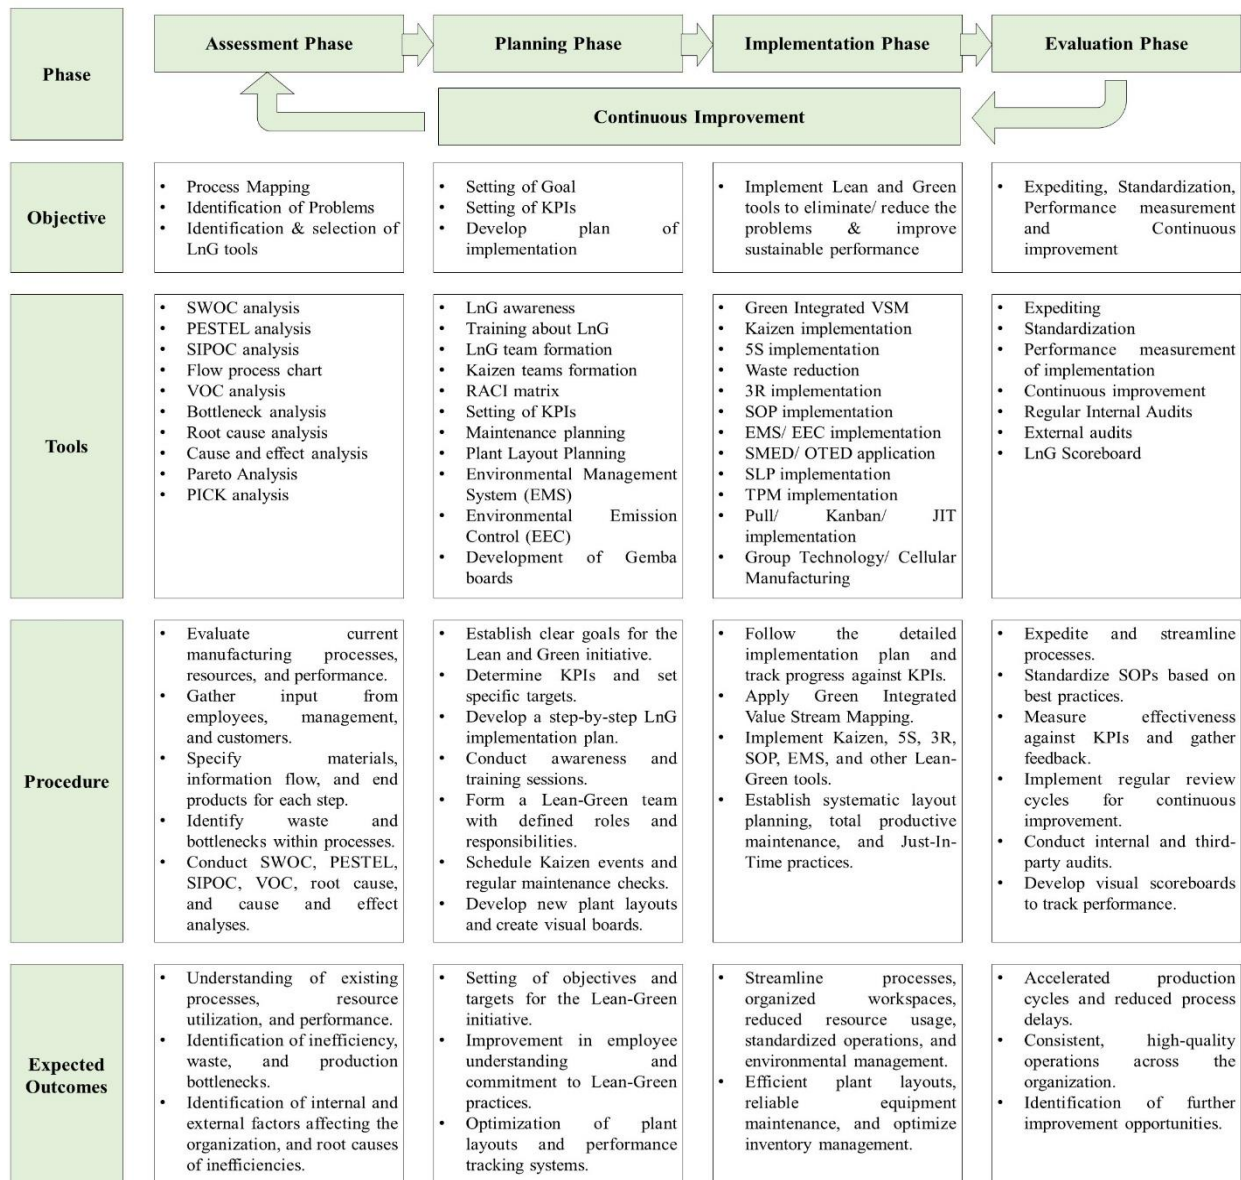 Phase
Assessment Phase
Planning Phase
Implementation Phase
Evaluation Phase
Continuous Improvement
Objective
• Process Mapping
• Identification of Problems
• Identification & selection of
LnG tools
• Setting of Goal
• Setting of KPIs
• Develop plan of
implementation
• Implement Lean and Green
tools to eliminate/ reduce the
problems & improve
sustainable performance
• Expediting, Standardization,
Performance measurement
and Continuous
improvement
Tools
• SWOC analysis
• PESTEL analysis
• SIPOC analysis
• Flow process chart
• VOC analysis
• Bottleneck analysis
• Root cause analysis
• Cause and effect analysis
• Pareto Analysis
• PICK analysis
• LnG awareness
• Training about LnG
• LnG team formation
• Kaizen teams formation
• RACI matrix
• Setting of KPIs
• Maintenance planning
• Plant Layout Planning
• Environmental Management
System (EMS)
• Environmental Emission
Control (EEC)
• Development of Gemba
boards
• Green Integrated VSM
• Kaizen implementation
• 5S implementation
• Waste reduction
• 3R implementation
• SOP implementation
• EMS/ EEC implementation
• SMED/ OTED application
• SLP implementation
• TPM implementation
• Pull/ Kanban/ JIT
implementation
• Group Technology/ Cellular
Manufacturing
• Expediting
• Standardization
• Performance measurement
of implementation
• Continuous improvement
• Regular Internal Audits
• External audits
• LnG Scoreboard
Procedure
• Evaluate current
manufacturing processes,
resources, and performance.
• Gather input from
employees, management,
and customers.
• Specify materials,
information flow, and end
products for each step.
• Identify waste and
bottlenecks within processes.
• Conduct SWOC, PESTEL,
SIPOC, VOC, root cause,
and cause and effect
analyses.
• Establish clear goals for the
Lean and Green initiative.
• Determine KPIs and set
specific targets.
• Develop a step-by-step LnG
implementation plan.
• Conduct awareness and
training sessions.
• Form a Lean-Green team
with defined roles and
responsibilities.
• Schedule Kaizen events and
regular maintenance checks.
• Develop new plant layouts
and create visual boards.
• Follow the detailed
implementation plan and
track progress against KPIs.
• Apply Green Integrated
Value Stream Mapping.
• Implement Kaizen, 5S, 3R,
SOP, EMS, and other Lean-
Green tools.
• Establish systematic layout
planning, total productive
maintenance, and Just-In-
Time practices.
• Expedite and streamline
processes.
• Standardize SOPs based on
best practices.
• Measure effectiveness
against KPIs and gather
feedback.
• Implement regular review
cycles for continuous
improvement.
• Conduct internal and third-
party audits.
• Develop visual scoreboards
to track performance.
Expected
Outcomes
• Understanding of existing
processes, resource
utilization, and performance.
• Identification of inefficiency,
waste, and production
bottlenecks.
• Identification of internal and
external factors affecting the
organization, and root causes
of inefficiencies.
• Setting of objectives and
targets for the Lean-Green
initiative.
• Improvement in employee
understanding and
commitment to Lean-Green
practices.
• Optimization of plant
layouts and performance
tracking systems.
• Streamline processes,
organized workspaces,
reduced resource usage,
standardized operations, and
environmental management.
• Efficient plant layouts,
reliable equipment
maintenance, and optimize
inventory management.
• Accelerated production
cycles and reduced process
delays.
• Consistent, high-quality
operations across the
organization.
• Identification of further
improvement opportunities.